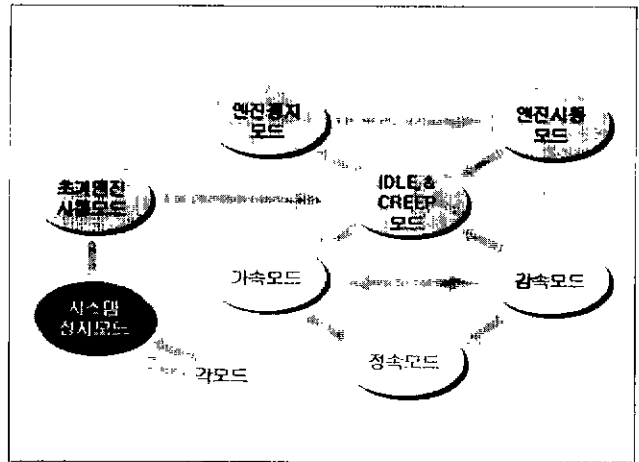 엔진정지
모드
엔진시동
모드
초기엔진
시동모드
IDLE &
CREEP
모드
가속모드
감속모드
시스템
정지모드
정속모드
각모드